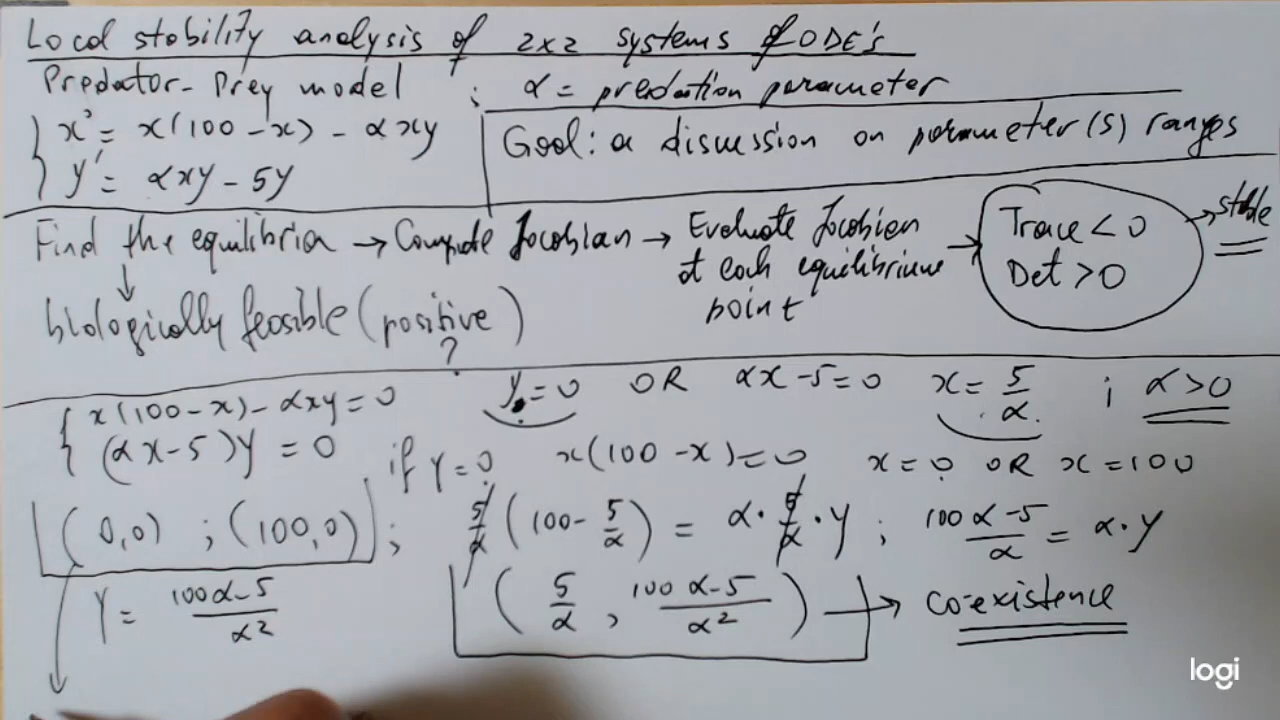 Local stability analysis of 2x2 systems of ODE's
Predator-Prey model ; α = predation parameter
{ x' = x(100 - x) - αxy
y' = αxy - 5y
Goal: a discussion on parameter(s) ranges
Find the equilibria → Compute Jacobian → Evaluate Jacobian
at each equilibrium
point
→ Trace < 0
Det > 0
→ stable
↓
biologically feasible (positive)
?
{ x(100-x) - αxy = 0
(αx-5)y = 0
y = 0 OR αx - 5 = 0 x = 5/α ; α > 0
if y = 0 x(100 - x) = 0 x = 0 OR x = 100
(0,0) ; (100,0) ; 5/α (100 - 5/α) = α · 5/α · y ; (100α - 5)/α = α · y
y = (100α - 5)/α² (5/α , (100α - 5)/α²) → co-existence
logi